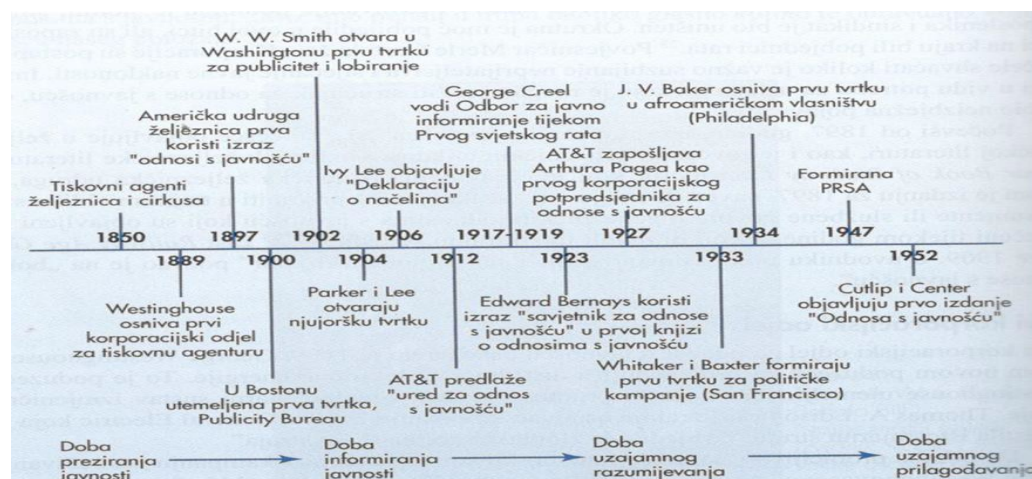 W. W. Smith otvara u
Washingtonu prvu tvrtku
za publicitet i lobiranje
George Creel
vodi Odbor za javno
informiranje tijekom
Prvog svjetskog rata
J. V. Baker osniva prvu tvrtku
u afroameričkom vlasništvu
(Philadelphia)
Američka udruga
željeznica prva
koristi izraz
"odnosi s javnošću"
Ivy Lee objavljuje
"Deklaraciju
o načelima"
AT&T zapošljava
Arthura Pagea kao
prvog korporacijskog
potpredsjednika za
odnose s javnošću
Tiskovni agenti
željeznica i cirkusa
Formirana
PRSA
1850
1897
1902
1906
1917-1919
1927
1934
1947
1889
1900
1904
1912
1923
1933
1952
Westinghouse
osniva prvi
korporacijski odjel
za tiskovnu agenturu
Parker i Lee
otvaraju
njujoršku tvrtku
Edward Bernays koristi
izraz "savjetnik za odnose
s javnošću" u prvoj knjizi
o odnosima s javnošću
Cutlip i Center
objavljuju prvo izdanje
"Odnosa s javnošću"
U Bostonu
utemeljena prva tvrtka,
Publicity Bureau
AT&T predlaže
"ured za odnose
s javnošću"
Whitaker i Baxter formiraju
prvu tvrtku za političke
kampanje (San Francisco)
Doba
preziranja
javnosti
Doba
informiranja
javnosti
Doba
uzajamnog
razumijevanja
Doba
uzajamnog
prilagođavanja